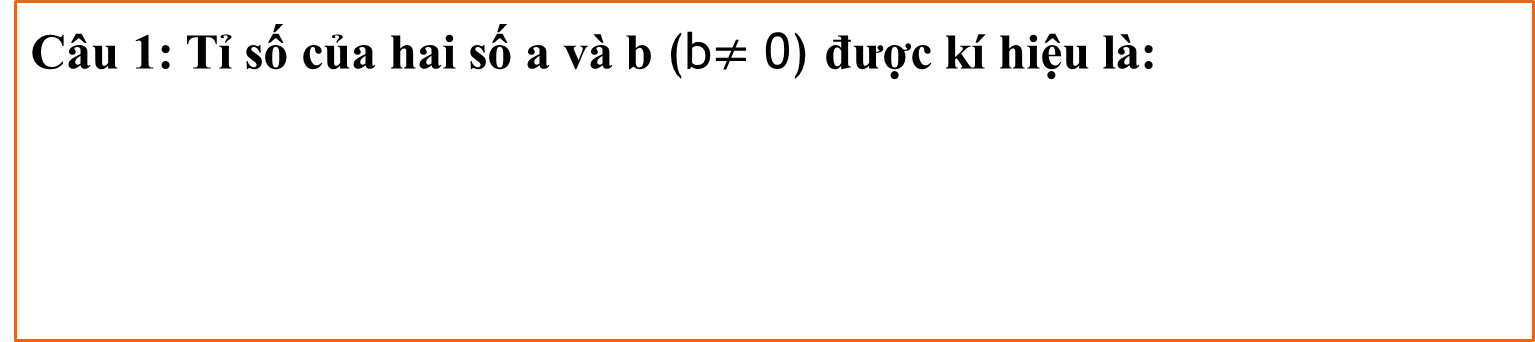 Câu 1: Tỉ số của hai số a và b (b≠ 0) được kí hiệu là: